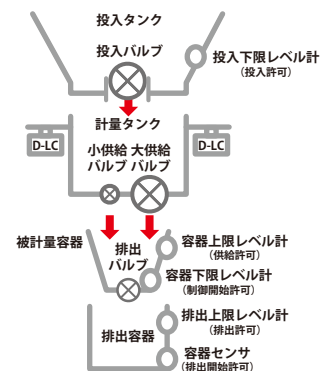 投入タンク
投入バルブ
投入下限レベル計
（投入許可）
計量タンク
D-LC
D-LC
小供給 大供給
バルブ バルブ
被計量容器
排出
バルブ
容器上限レベル計
（供給許可）
容器下限レベル計
（制御開始許可）
排出容器
排出上限レベル計
（排出許可）
容器センサ
（排出開始許可）